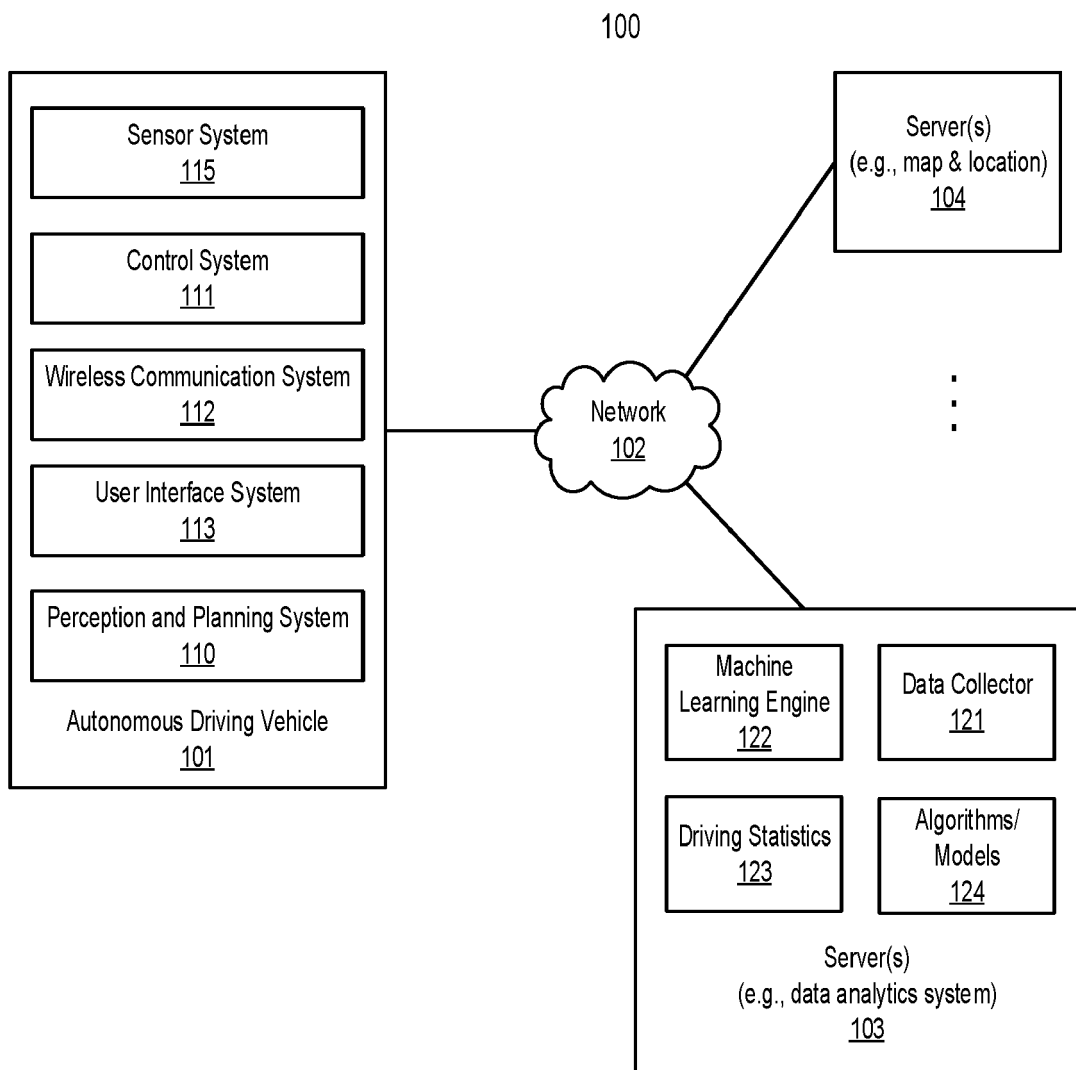 100
Sensor System
115
Control System
111
Wireless Communication System
112
User Interface System
113
Perception and Planning System
110
Autonomous Driving Vehicle
101
Network
102
Server(s)
(e.g., map & location)
104
Machine
Learning Engine
122
Data Collector
121
Driving Statistics
123
Algorithms/
Models
124
Server(s)
(e.g., data analytics system)
103